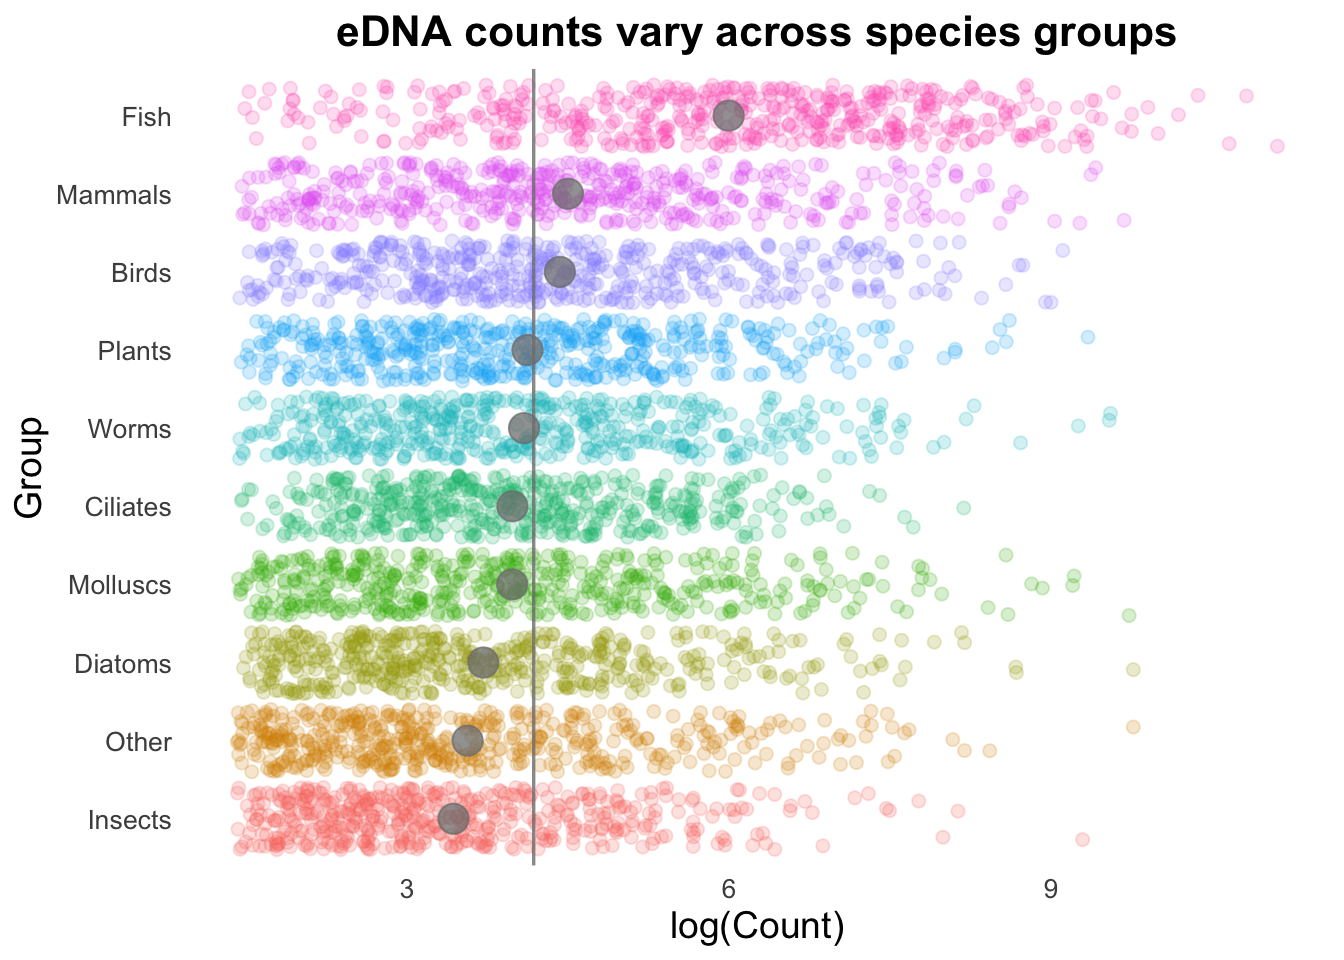 eDNA counts vary across species groups
Fish
Mammals
Birds
Plants
Worms
Ciliates
Molluscs
Diatoms
Other
Insects
Group
3 6 9
log(Count)